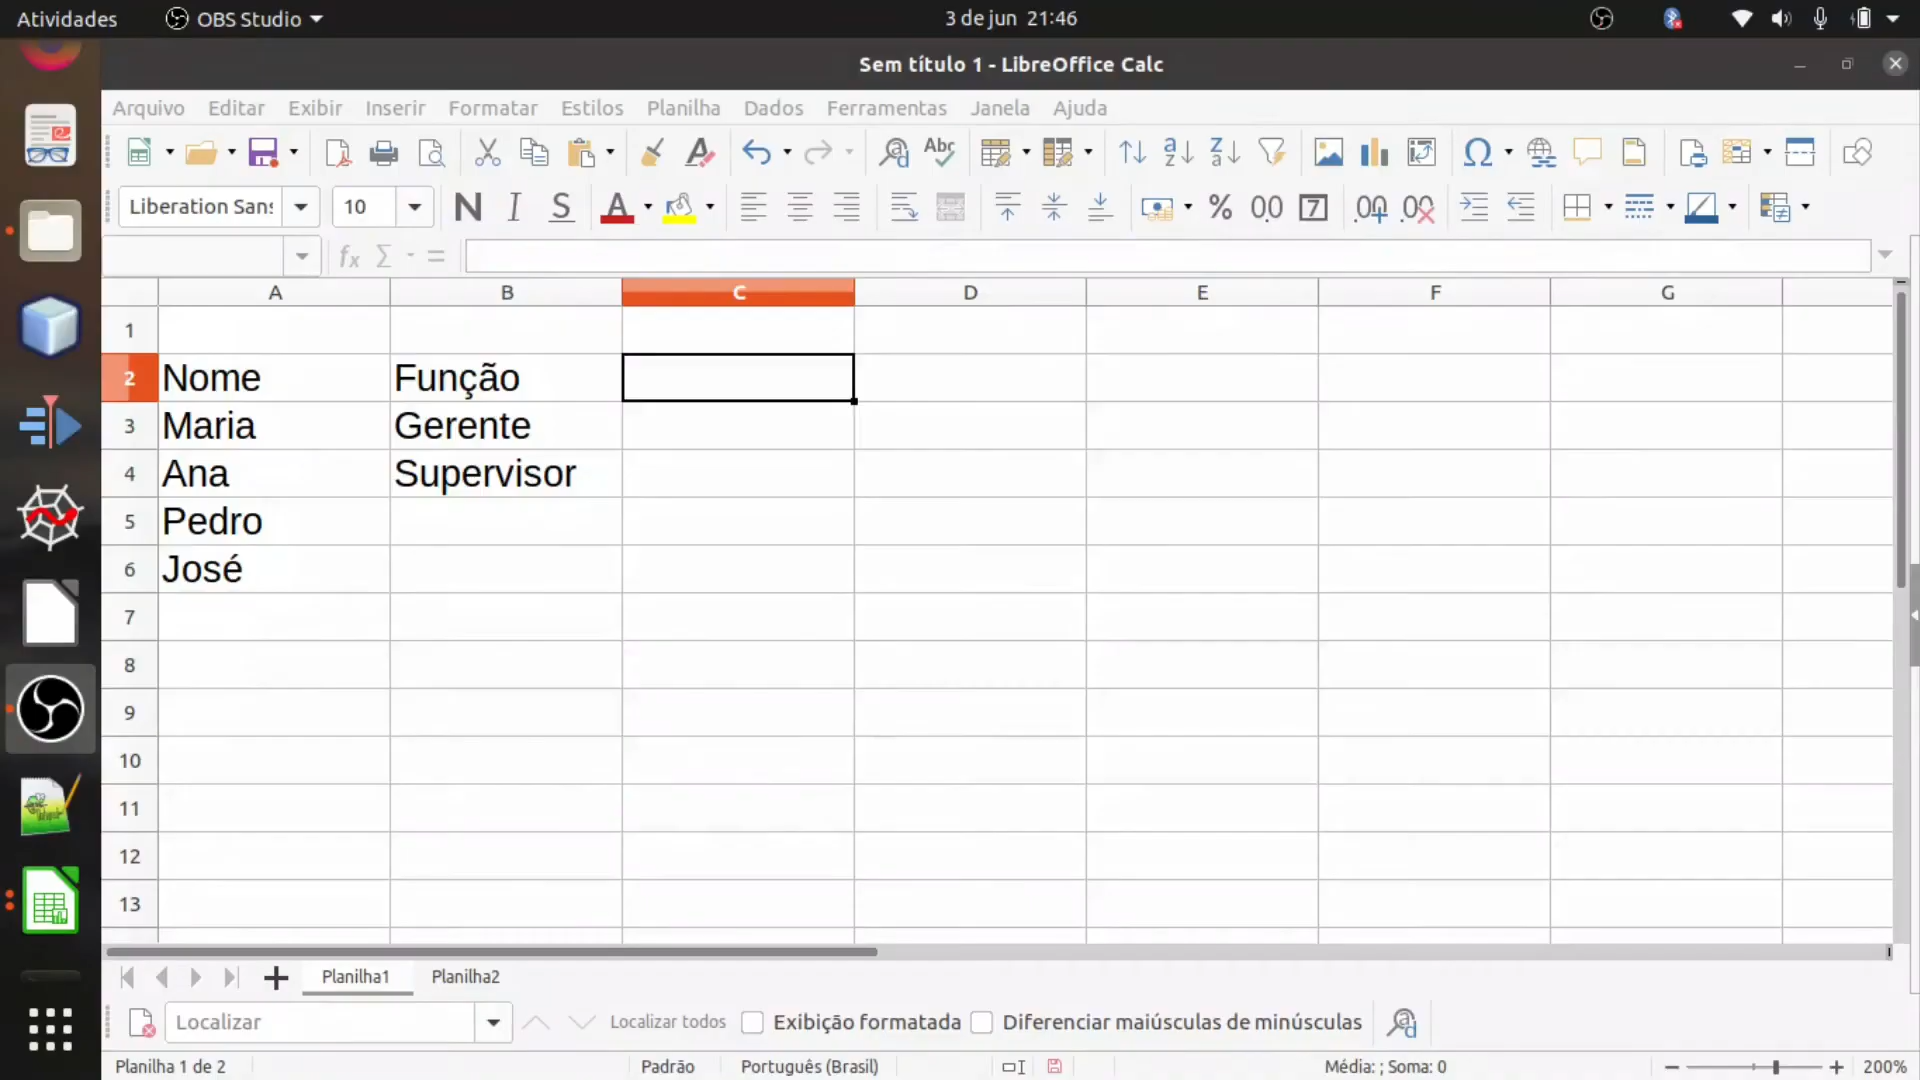 Atividades OBS Studio 3 de jun 21:46
Sem título 1 - LibreOffice Calc
Arquivo Editar Exibir Inserir Formatar Estilos Planilha Dados Ferramentas Janela Ajuda
Liberation Sans 10 N I S
A B C D E F G
1
2 Nome Função
3 Maria Gerente
4 Ana Supervisor
5 Pedro
6 José
7
8
9
10
11
12
13
Planilha1 Planilha2
Localizar Localizar todos Exibição formatada Diferenciar maiúsculas de minúsculas
Planilha 1 de 2 Padrão Português (Brasil) Média: ; Soma: 0 200%